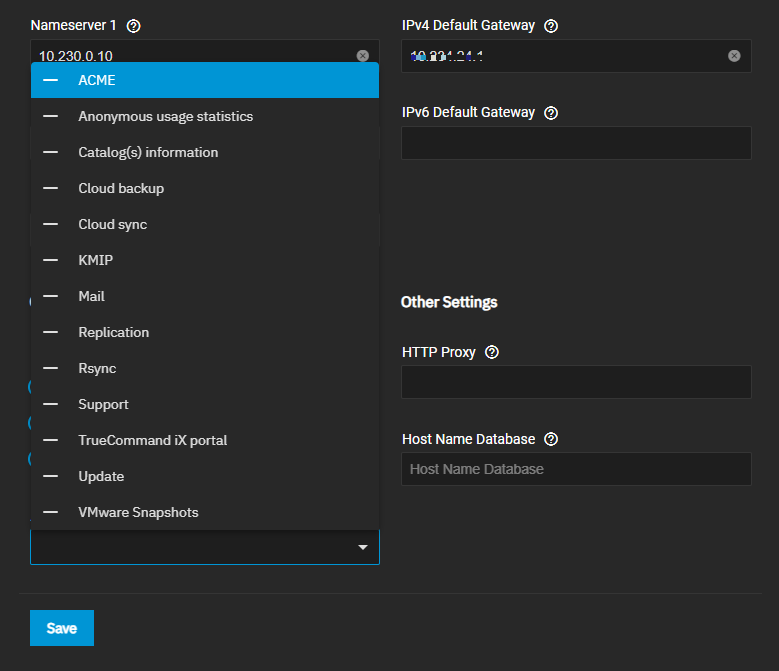 Nameserver 1
10.230.0.10
ACME
Anonymous usage statistics
Catalog(s) information
Cloud backup
Cloud sync
KMIP
Mail
Replication
Rsync
Support
TrueCommand iX portal
Update
VMware Snapshots
Save
IPv4 Default Gateway
IPv6 Default Gateway
Other Settings
HTTP Proxy
Host Name Database
Host Name Database